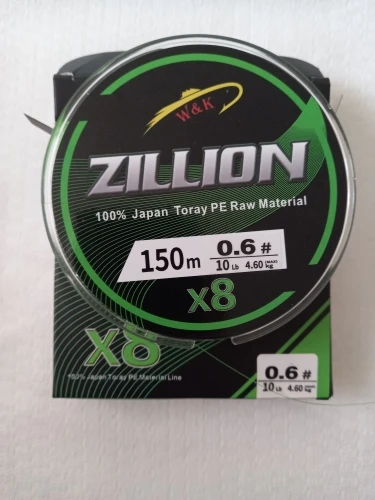 W&K
ZILLION
100% Japan Toray PE Raw Material
150m 0.6#
10Lb 4.60kg (MAX)
X8
X8
100% Japan Toray PE Material Line
0.6#
10Lb 4.60kg